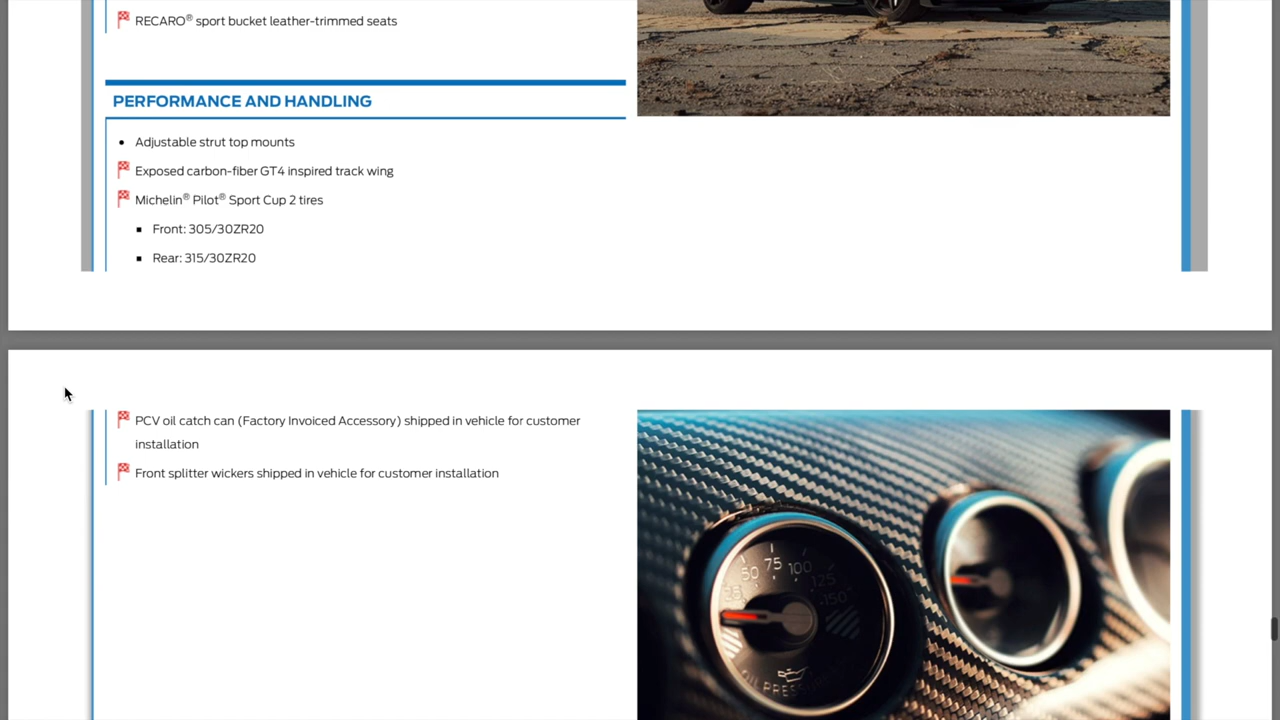 RECARO® sport bucket leather-trimmed seats
PERFORMANCE AND HANDLING
• Adjustable strut top mounts
Exposed carbon-fiber GT4 inspired track wing
Michelin® Pilot® Sport Cup 2 tires
▪ Front: 305/30ZR20
▪ Rear: 315/30ZR20
PCV oil catch can (Factory Invoiced Accessory) shipped in vehicle for customer
installation
Front splitter wickers shipped in vehicle for customer installation
25 50 75 100 125 150
OIL PRESSURE